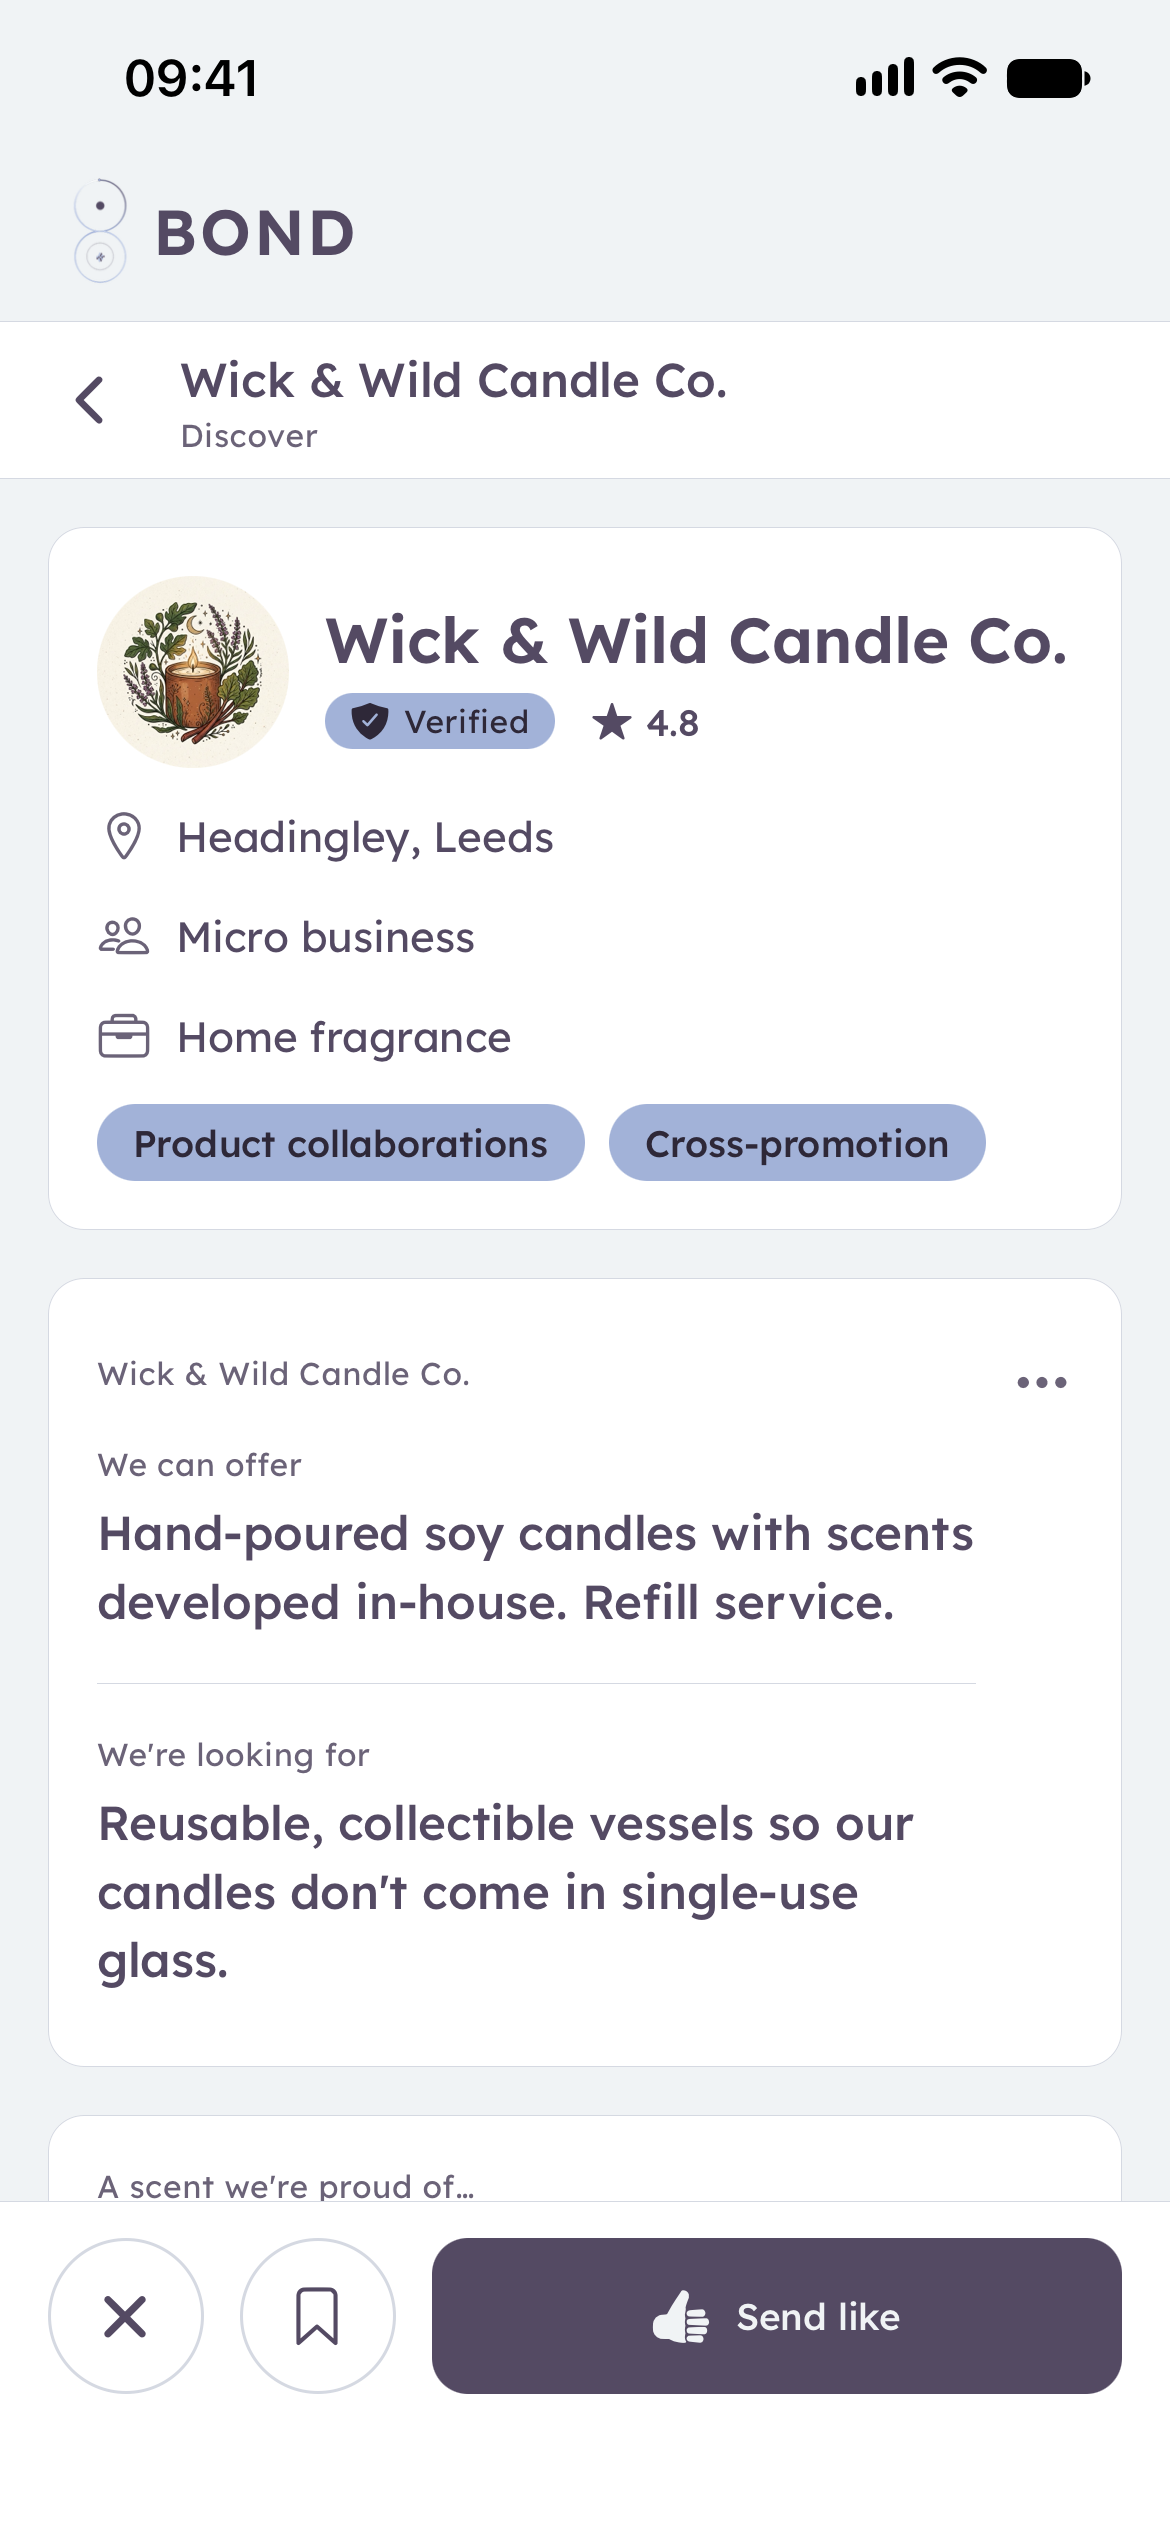 09:41
BOND
Wick & Wild Candle Co.
Discover
Wick & Wild Candle Co.
Verified
4.8
Headingley, Leeds
Micro business
Home fragrance
Product collaborations
Cross-promotion
Wick & Wild Candle Co.
We can offer
Hand-poured soy candles with scents
developed in-house. Refill service.
We're looking for
Reusable, collectible vessels so our
candles don't come in single-use
glass.
A scent we're proud of...
Send like